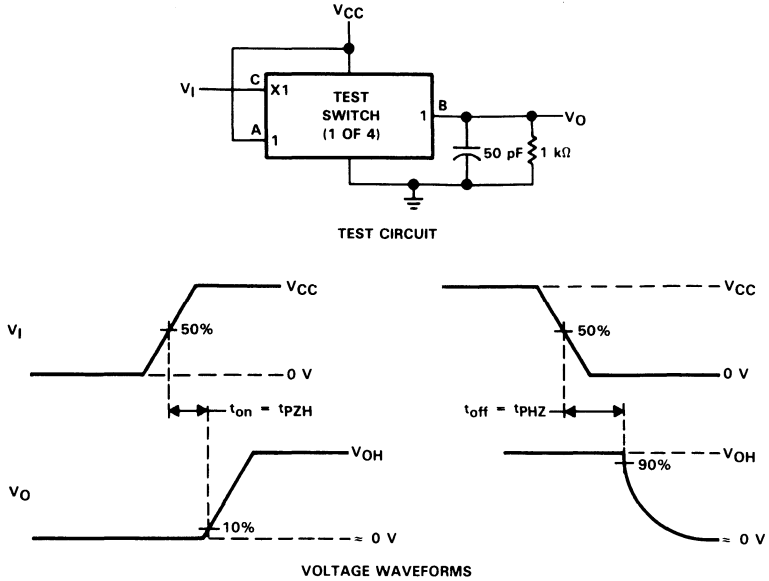 VCC
VI
C
X1
TEST
SWITCH
(1 OF 4)
A
1
1
B
VO
50 pF
1 kΩ
TEST CIRCUIT
VI
VCC
50%
0 V
VCC
50%
0 V
ton = tPZH
toff = tPHZ
VO
VOH
10%
≈ 0 V
VOH
90%
≈ 0 V
VOLTAGE WAVEFORMS